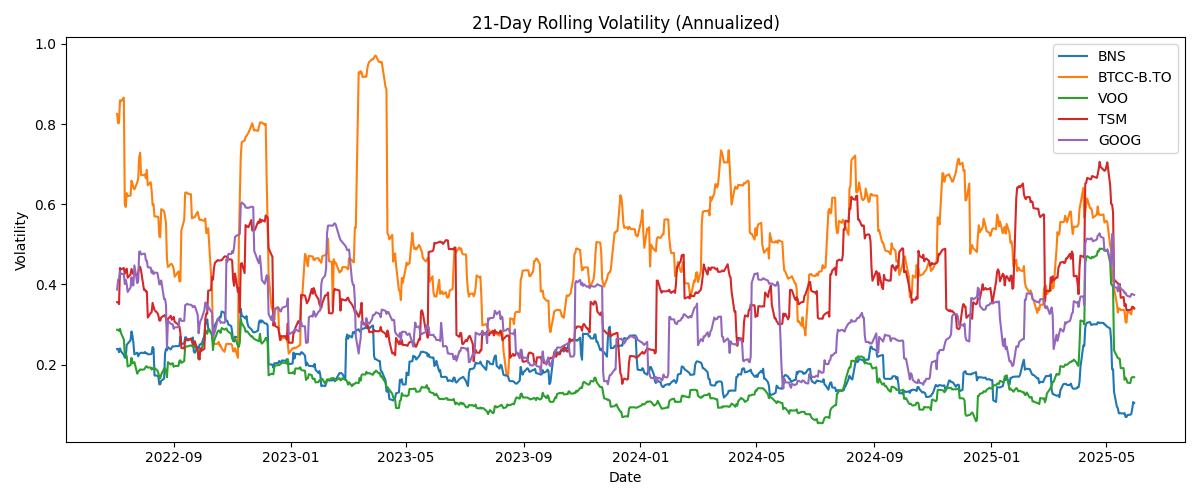 21-Day Rolling Volatility (Annualized)
BNS
BTCC-B.TO
VOO
TSM
GOOG
Volatility
1.0
0.8
0.6
0.4
0.2
2022-09
2023-01
2023-05
2023-09
2024-01
2024-05
2024-09
2025-01
2025-05
Date